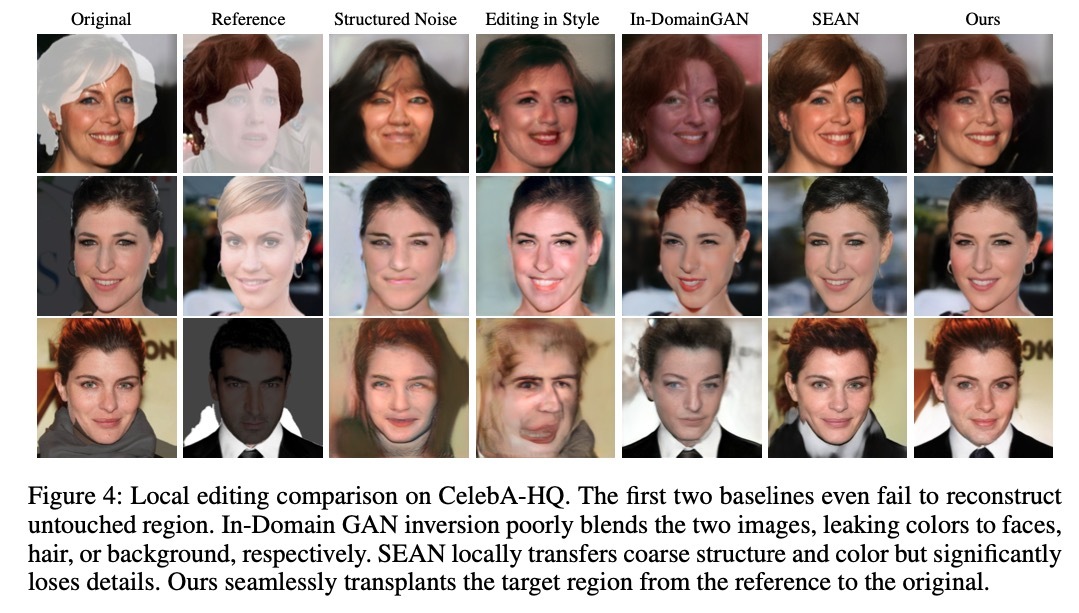 Original Reference Structured Noise Editing in Style In-DomainGAN SEAN Ours
Figure 4: Local editing comparison on CelebA-HQ. The first two baselines even fail to reconstruct
untouched region. In-Domain GAN inversion poorly blends the two images, leaking colors to faces,
hair, or background, respectively. SEAN locally transfers coarse structure and color but significantly
loses details. Ours seamlessly transplants the target region from the reference to the original.